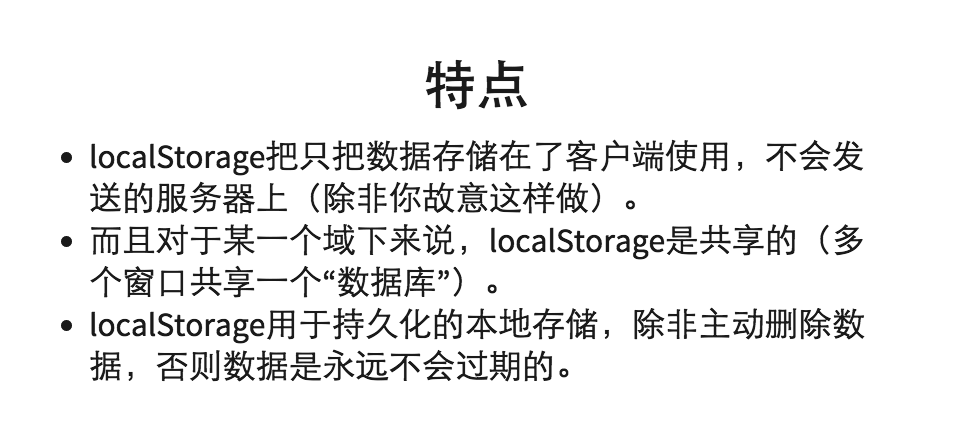 特点
• localStorage把只把数据存储在了客户端使用，不会发
送的服务器上（除非你故意这样做）。
• 而且对于某一个域下来说，localStorage是共享的（多
个窗口共享一个“数据库”）。
• localStorage用于持久化的本地存储，除非主动删除数
据，否则数据是永远不会过期的。